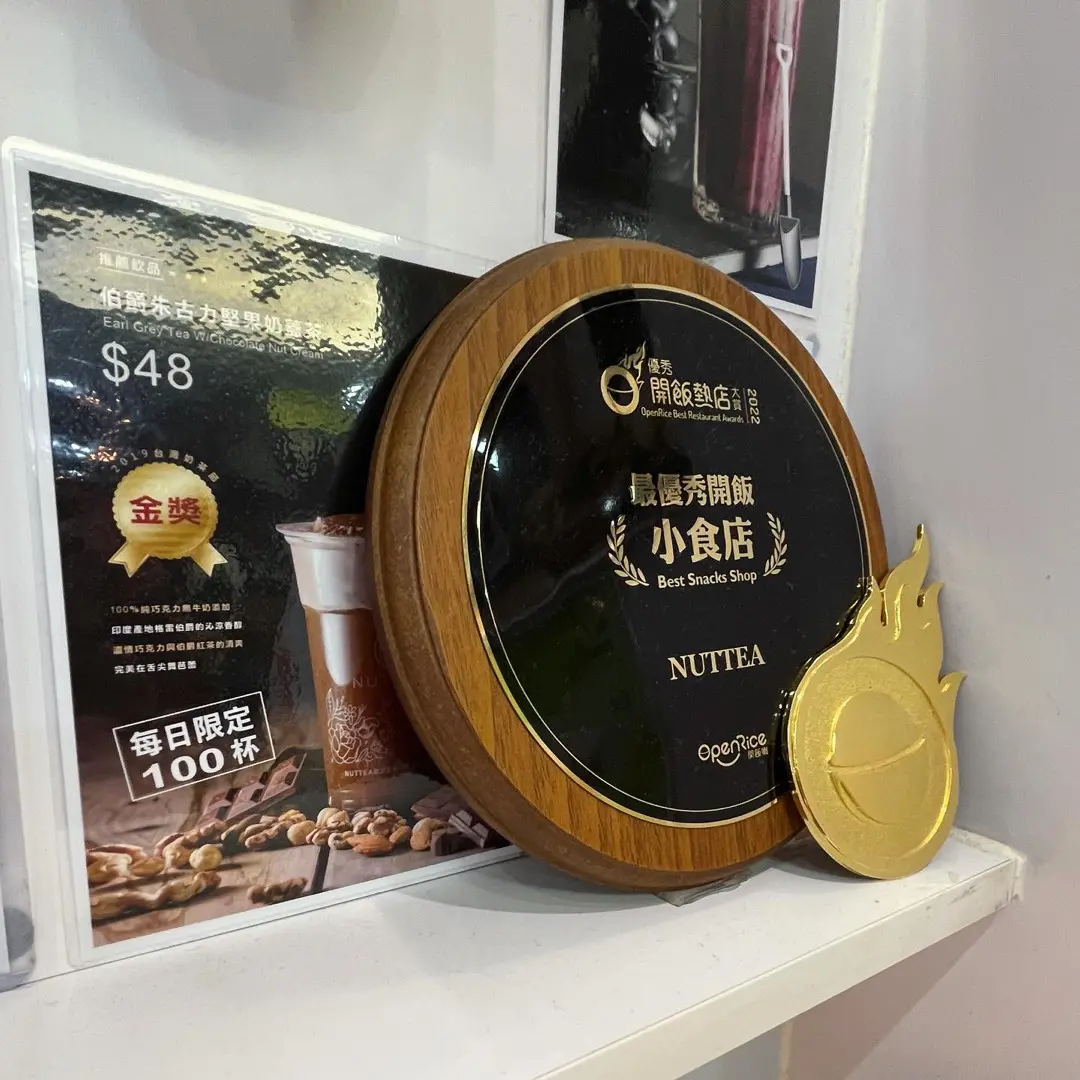 推薦飲品
伯爵朱古力堅果奶蓋茶
Earl Grey Tea W/Chocolate Nut Cream
$48
2019台灣奶茶節
金獎
100%純巧克力黑牛奶添加
印度產地格雷伯爵的沁涼香醇
濃情巧克力與伯爵紅茶的清爽
完美在舌尖舞芭蕾
每日限定
100杯
NUTTEA
優秀
開飯熱店大賞 2022
OpenRice Best Restaurant Awards
最優秀開飯
小食店
Best Snacks Shop
NUTTEA
OpenRice
開飯喇